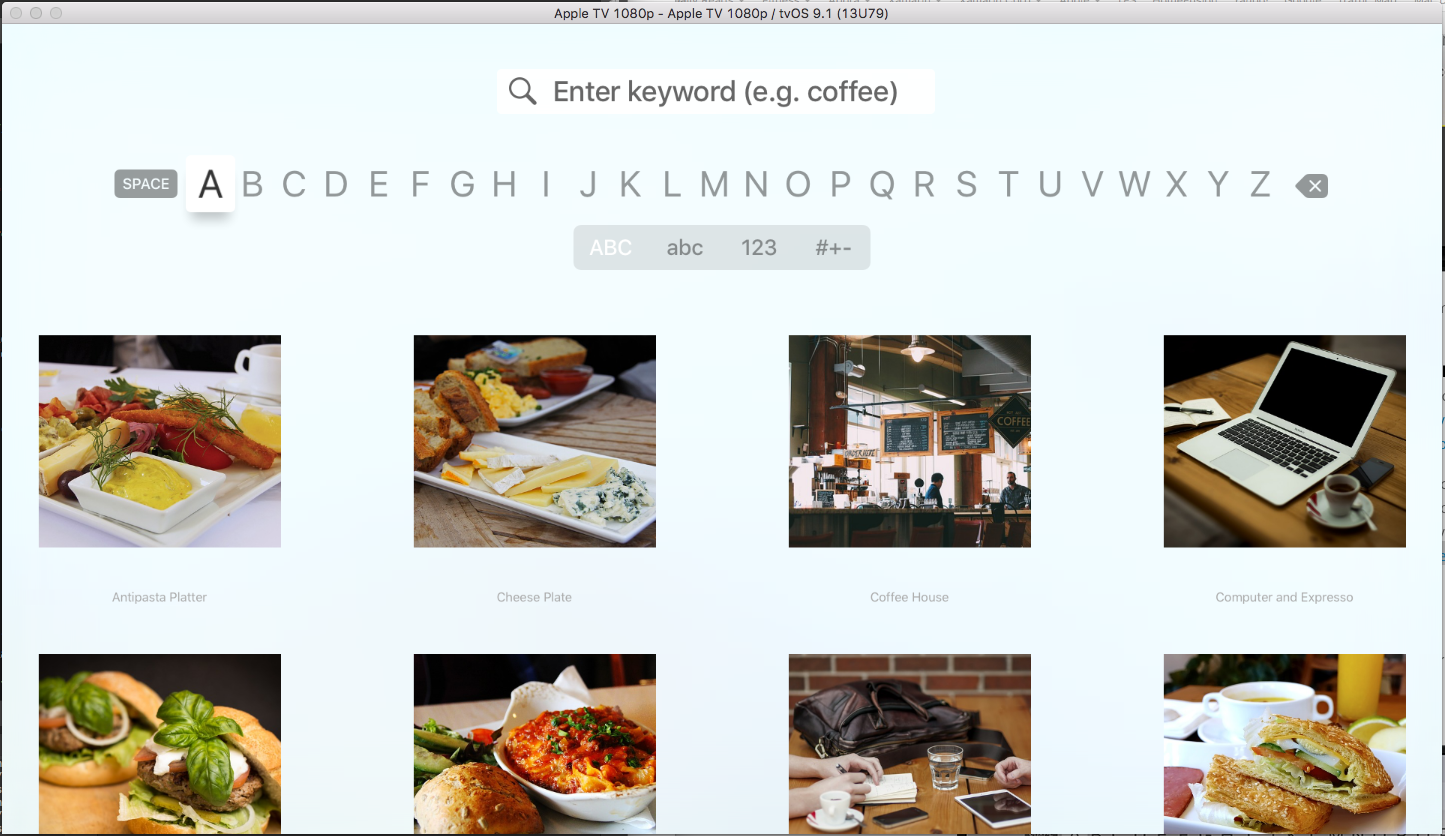 Apple TV 1080p - Apple TV 1080p / tvOS 9.1 (13U79)
Enter keyword (e.g. coffee)
SPACE A B C D E F G H I J K L M N O P Q R S T U V W X Y Z
ABC abc 123 #+-
COFFEE
Antipasta Platter Cheese Plate Coffee House Computer and Expresso